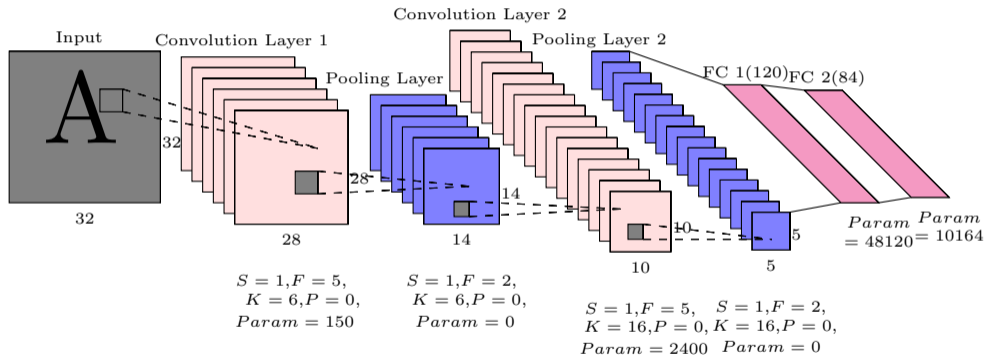 Input
A
32
32
Convolution Layer 1
28
28
S = 1,F = 5,
K = 6,P = 0,
Param = 150
Pooling Layer
14
14
S = 1,F = 2,
K = 6,P = 0,
Param = 0
Convolution Layer 2
10
10
S = 1,F = 5,
K = 16,P = 0,
Param = 2400
Pooling Layer 2
5
5
S = 1,F = 2,
K = 16,P = 0,
Param = 0
FC 1(120)
Param
= 48120
FC 2(84)
Param
= 10164